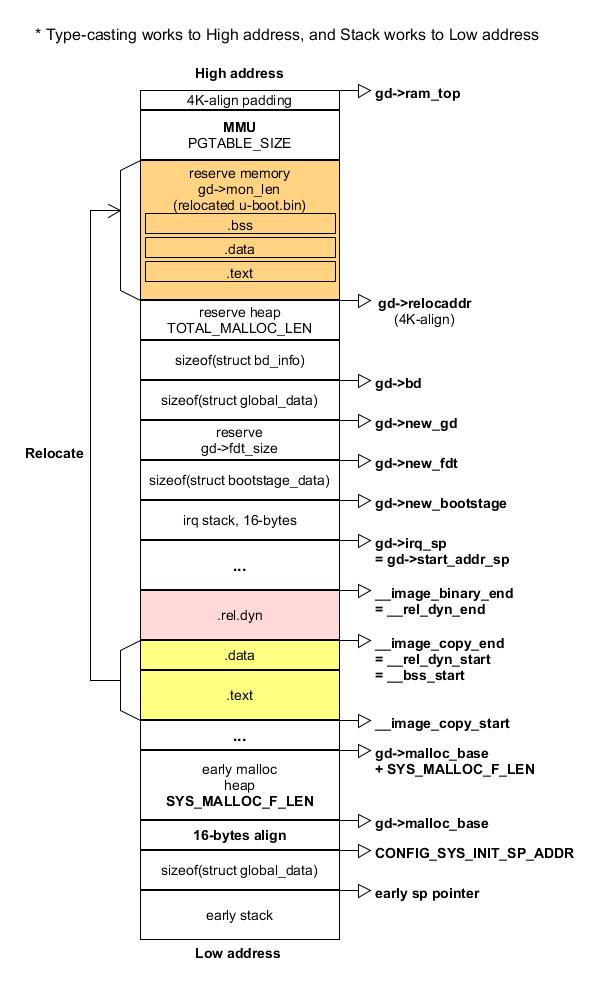 * Type-casting works to High address, and Stack works to Low address
High address
4K-align padding
gd->ram_top
MMU
PGTABLE_SIZE
reserve memory
gd->mon_len
(relocated u-boot.bin)
.bss
.data
.text
gd->relocaddr
(4K-align)
reserve heap
TOTAL_MALLOC_LEN
sizeof(struct bd_info)
gd->bd
sizeof(struct global_data)
gd->new_gd
reserve
gd->fdt_size
Relocate
gd->new_fdt
sizeof(struct bootstage_data)
gd->new_bootstage
irq stack, 16-bytes
gd->irq_sp
= gd->start_addr_sp
...
__image_binary_end
= __rel_dyn_end
.rel.dyn
__image_copy_end
= __rel_dyn_start
= __bss_start
.data
.text
__image_copy_start
...
gd->malloc_base
+ SYS_MALLOC_F_LEN
early malloc
heap
SYS_MALLOC_F_LEN
gd->malloc_base
16-bytes align
CONFIG_SYS_INIT_SP_ADDR
sizeof(struct global_data)
early sp pointer
early stack
Low address